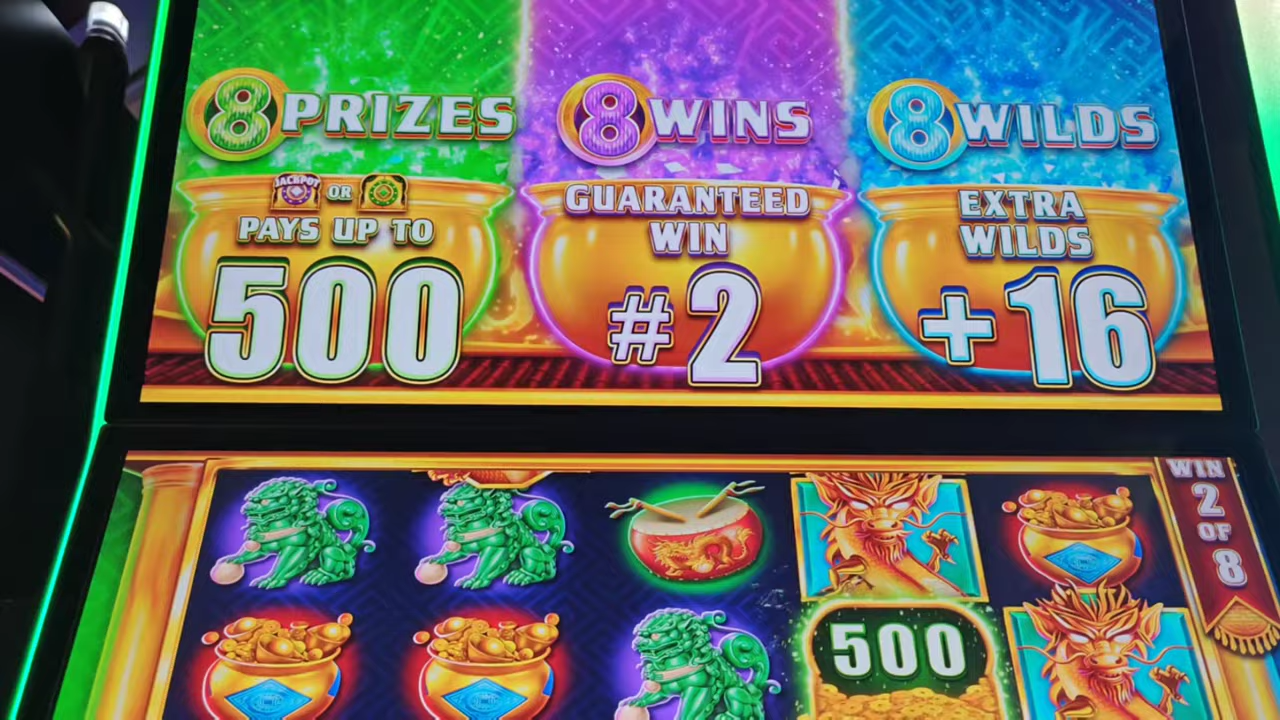 8 PRIZES
JACKPOT OR
PAYS UP TO
500
8 WINS
GUARANTEED
WIN
#2
8 WILDS
EXTRA
WILDS
+16
WIN
2
OF
8
500